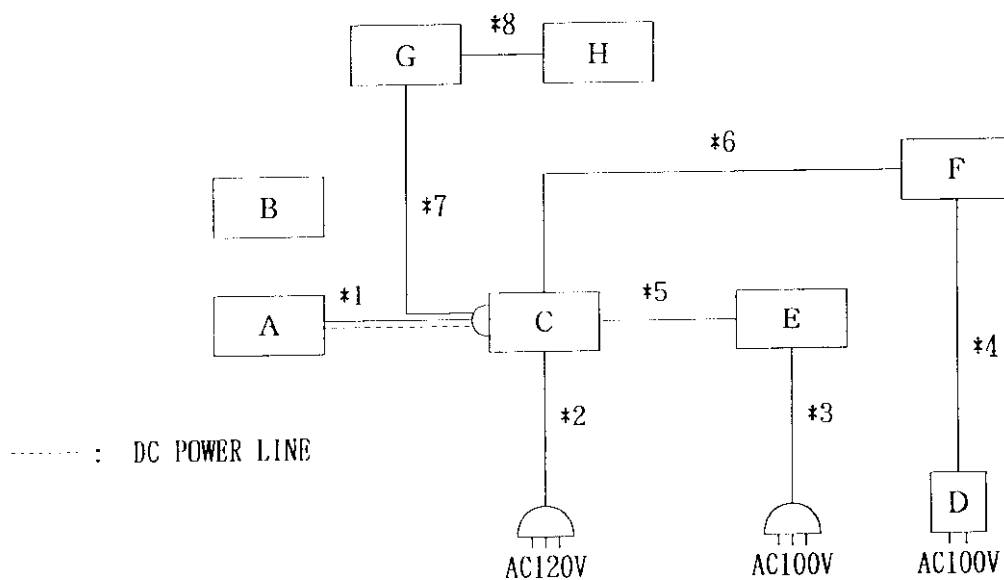 *8
G
H
*6
F
B
*7
*1
A
C
*5
E
*4
*2
*3
------ : DC POWER LINE
D
AC120V
AC100V
AC100V